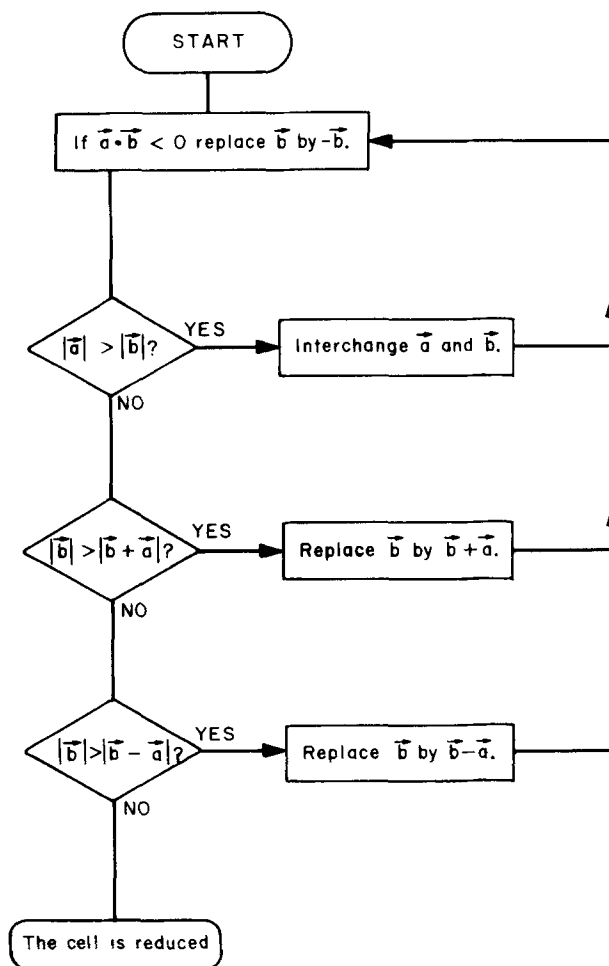 START
If a⃗ • b⃗ < 0 replace b⃗ by -b⃗.
|a⃗| > |b⃗|?
YES
Interchange a⃗ and b⃗.
NO
|b⃗| > |b⃗ + a⃗|?
YES
Replace b⃗ by b⃗ + a⃗.
NO
|b⃗| > |b⃗ - a⃗|?
YES
Replace b⃗ by b⃗ - a⃗.
NO
The cell is reduced